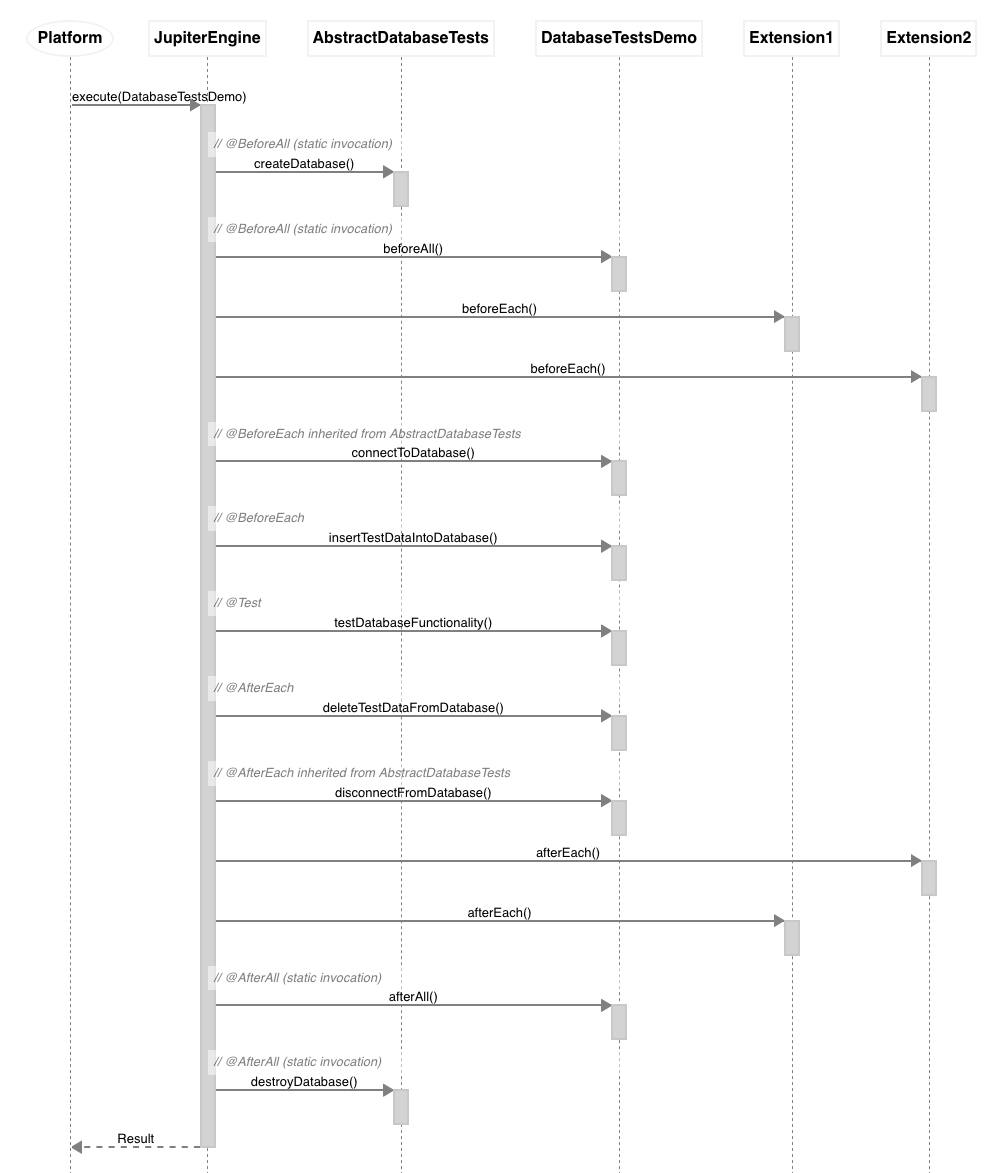 Platform
JupiterEngine
AbstractDatabaseTests
DatabaseTestsDemo
Extension1
Extension2
execute(DatabaseTestsDemo)
// @BeforeAll (static invocation)
createDatabase()
// @BeforeAll (static invocation)
beforeAll()
beforeEach()
beforeEach()
// @BeforeEach inherited from AbstractDatabaseTests
connectToDatabase()
// @BeforeEach
insertTestDataIntoDatabase()
// @Test
testDatabaseFunctionality()
// @AfterEach
deleteTestDataFromDatabase()
// @AfterEach inherited from AbstractDatabaseTests
disconnectFromDatabase()
afterEach()
afterEach()
// @AfterAll (static invocation)
afterAll()
// @AfterAll (static invocation)
destroyDatabase()
Result